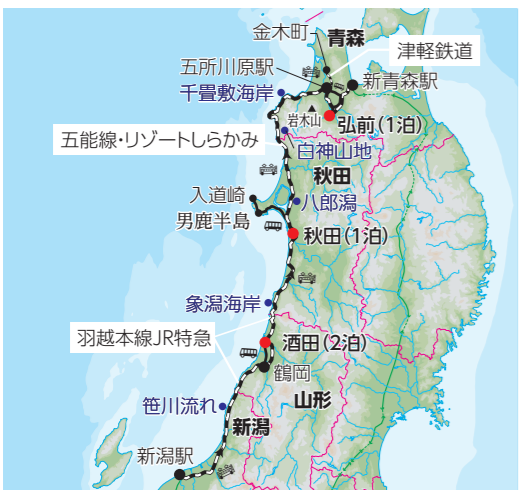 金木町
青森
津軽鉄道
五所川原駅
新青森駅
千畳敷海岸
岩木山
弘前(1泊)
五能線・リゾートしらかみ
白神山地
秋田
入道崎
八郎潟
男鹿半島
秋田(1泊)
象潟海岸
羽越本線JR特急
酒田(2泊)
鶴岡
山形
笹川流れ
新潟
新潟駅